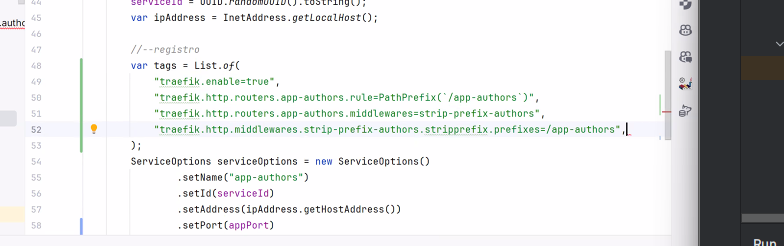 44 serviceId = UUID.randomUUID().toString();
.autho 45 var ipAddress = InetAddress.getLocalHost();
46
47 //--registro
48 var tags = List.of(
49 "traefik.enable=true",
50 "traefik.http.routers.app-authors.rule=PathPrefix(`/app-authors`)",
51 "traefik.http.routers.app-authors.middlewares=strip-prefix-authors",
52 "traefik.http.middlewares.strip-prefix-authors.stripprefix.prefixes=/app-authors",
53 );
54 ServiceOptions serviceOptions = new ServiceOptions()
55 .setName("app-authors")
56 .setId(serviceId)
57 .setAddress(ipAddress.getHostAddress())
58 .setPort(appPort)
Run